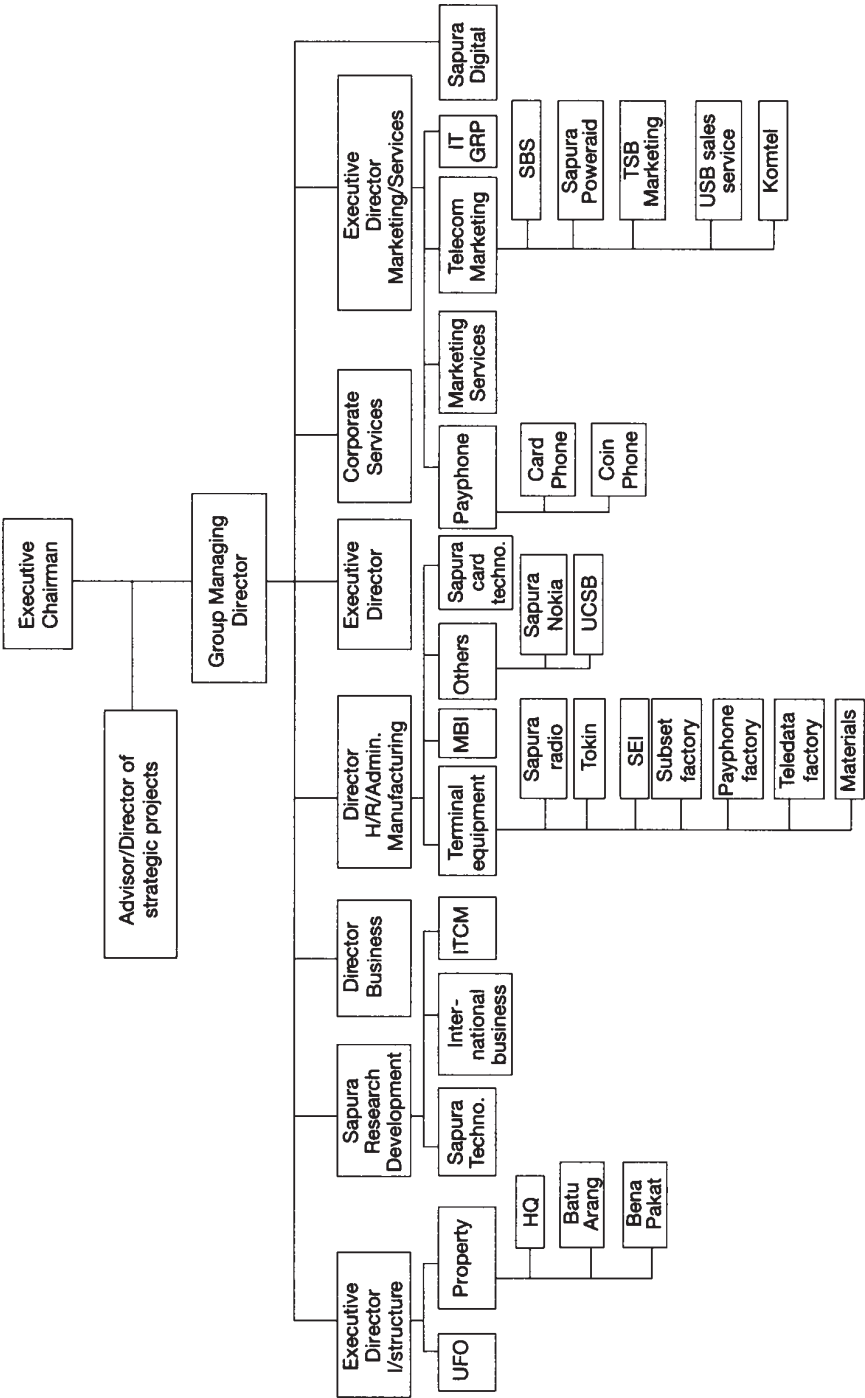 Executive
Chairman
Advisor/Director of
strategic projects
Group Managing
Director
Executive
Director
I/structure
Sapura
Research
Development
Director
Business
Director
H/R/Admin.
Manufacturing
Executive
Director
Corporate
Services
Executive
Director
Marketing/Services
UFO
Property
HQ
Batu
Arang
Bena
Pakat
Sapura
Techno.
Inter-
national
business
ITCM
Terminal
equipment
Sapura
radio
Tokin
SEI
Subset
factory
Payphone
factory
Teledata
factory
Materials
MBI
Others
Sapura
Nokia
UCSB
Sapura
card
techno.
Payphone
Card
Phone
Coin
Phone
Marketing
Services
Telecom
Marketing
SBS
Sapura
Poweraid
TSB
Marketing
USB sales
service
Komtel
IT
GRP
Sapura
Digital